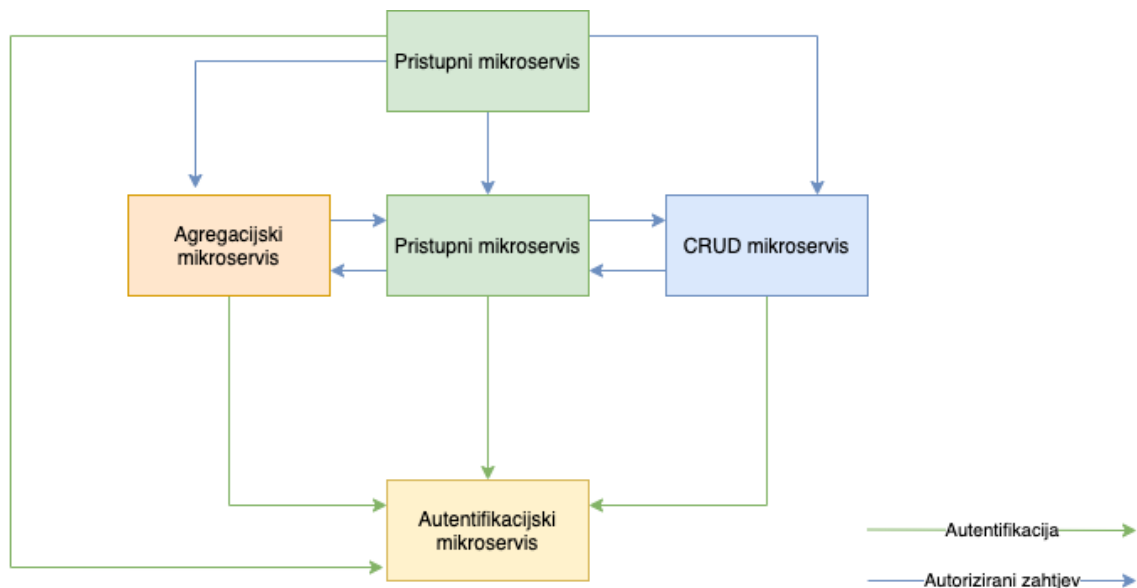 Pristupni mikroservis
Agregacijski
mikroservis
Pristupni mikroservis
CRUD mikroservis
Autentifikacijski
mikroservis
Autentifikacija
Autorizirani zahtjev